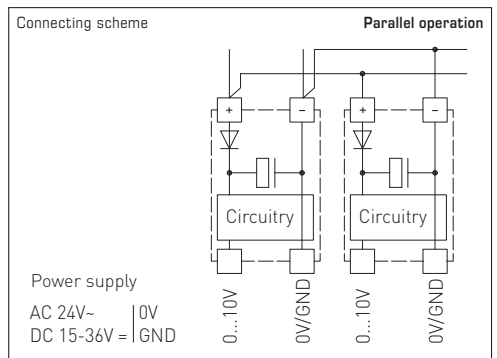 Connecting scheme
Parallel operation
+
–
+
–
Circuitry
Circuitry
Power supply
AC 24V~ | 0V
DC 15-36V = | GND
0...10V
0V/GND
0...10V
0V/GND